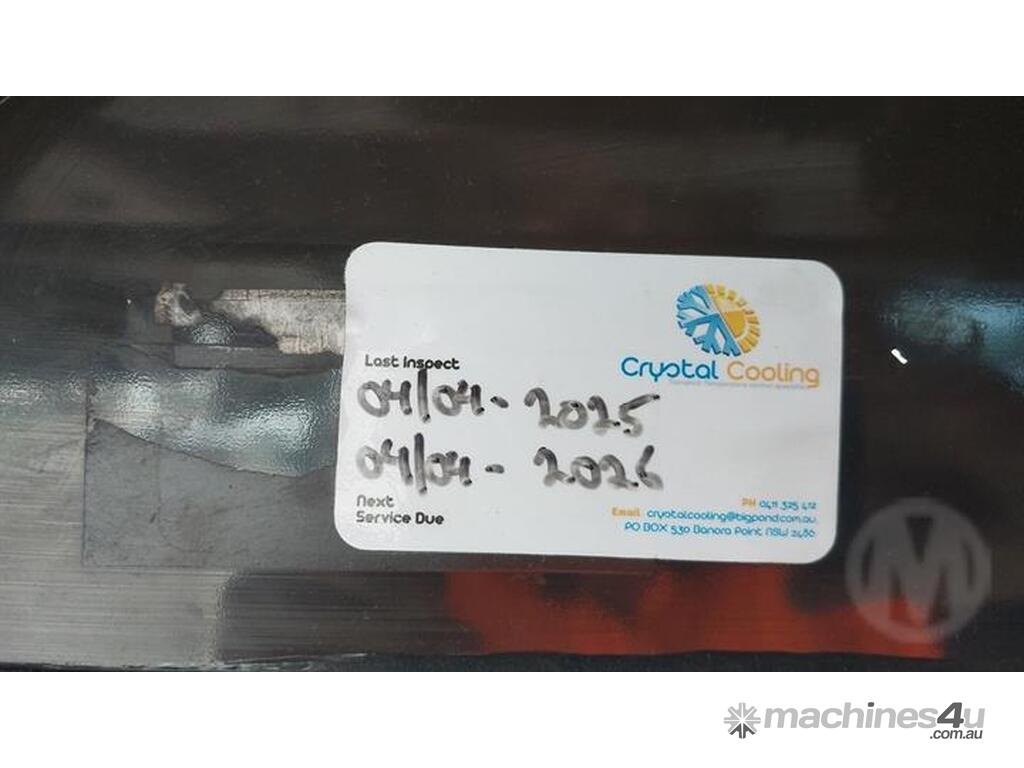 Crystal Cooling
Last Inspect
04/04-2025
04/04-2026
Next
Service Due
PH 0411 325 412
Email crystalcooling@bigpond.com.au
PO BOX 530 Banora Point NSW 2486
M
machines4u
.com.au